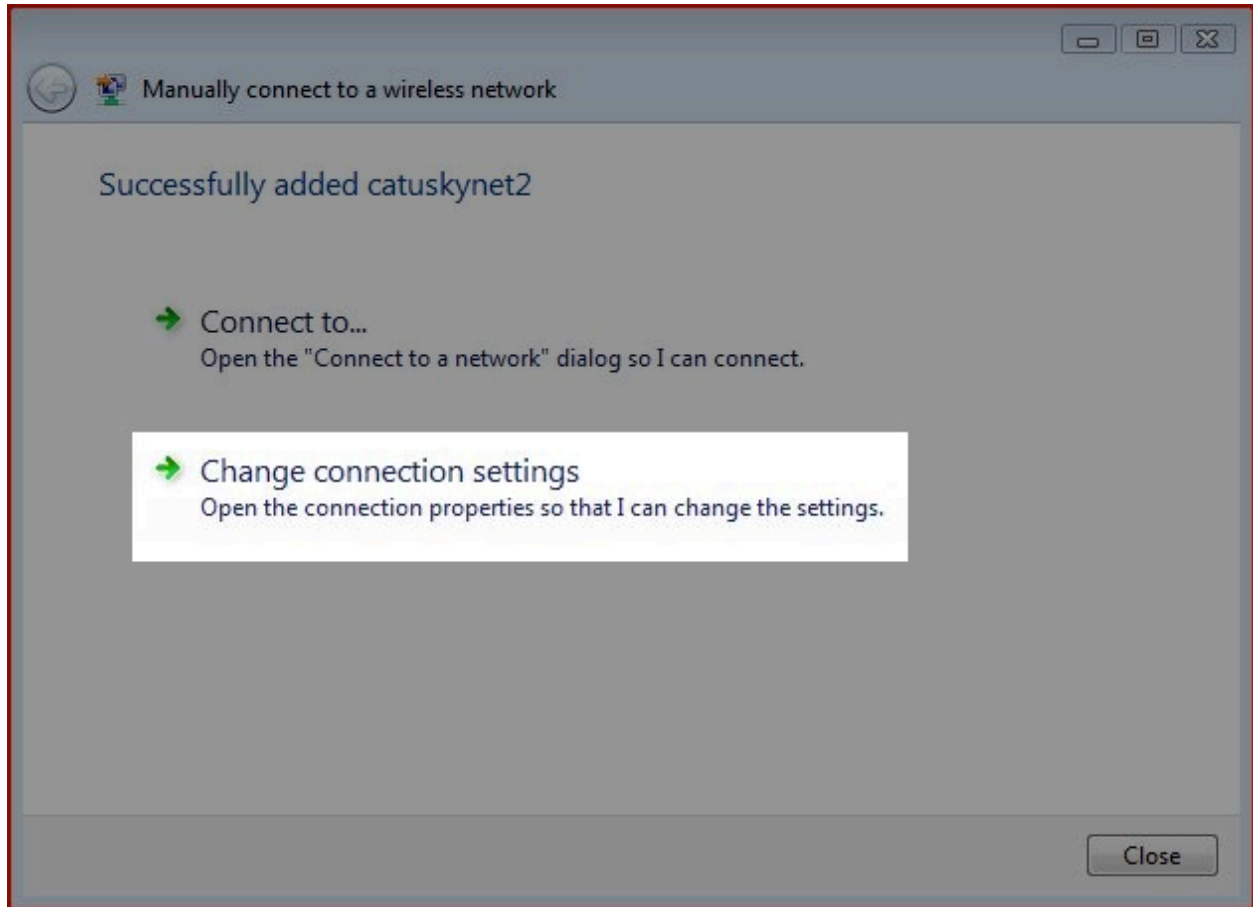 Manually connect to a wireless network
Successfully added catuskynet2
Connect to...
Open the "Connect to a network" dialog so I can connect.
Change connection settings
Open the connection properties so that I can change the settings.
Close